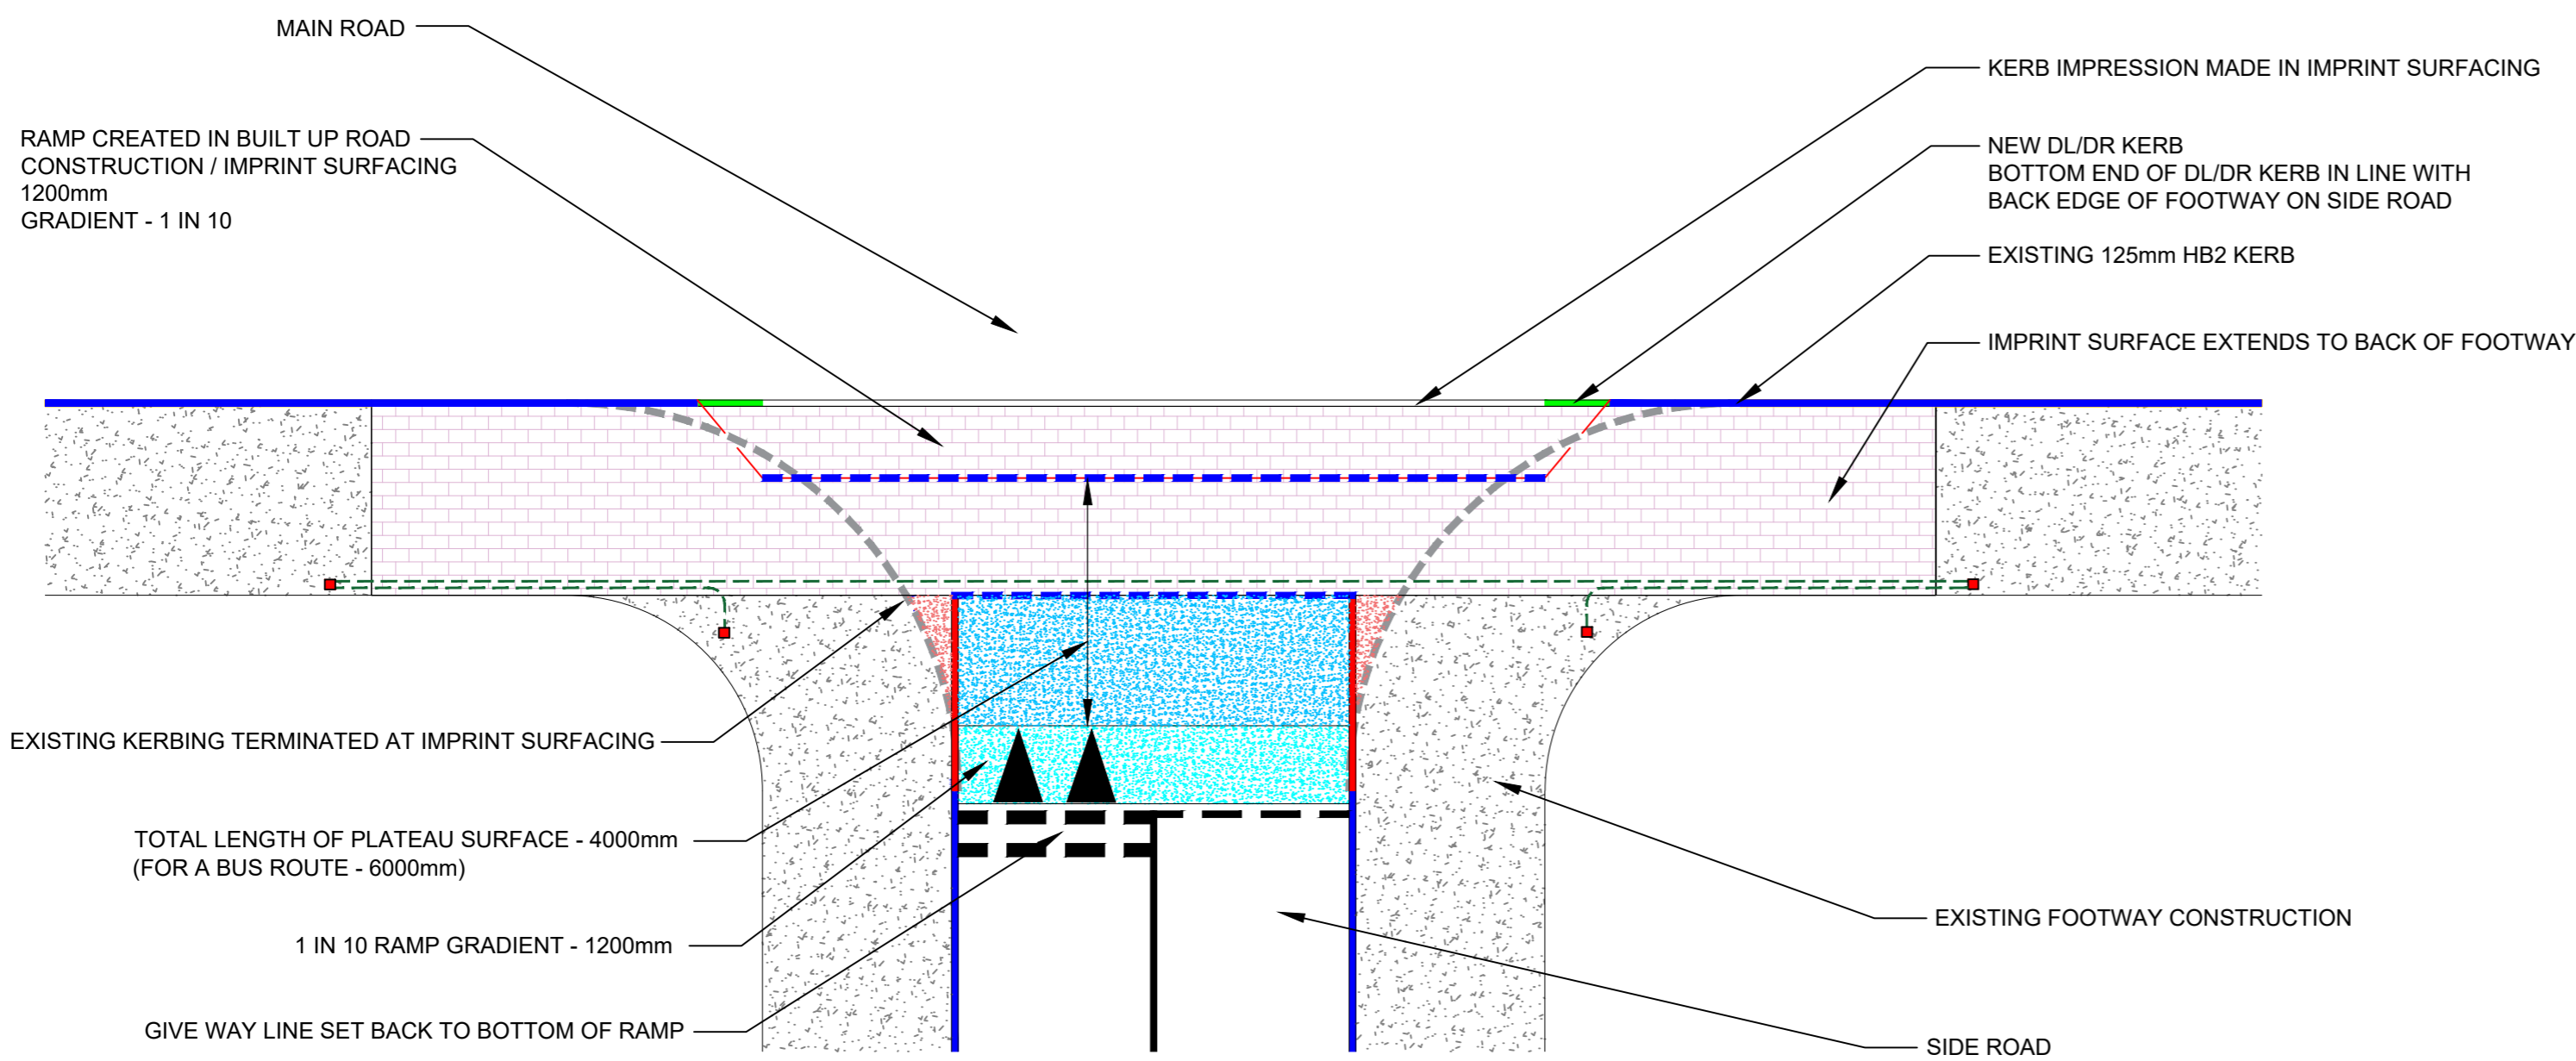 MAIN ROAD
RAMP CREATED IN BUILT UP ROAD
CONSTRUCTION / IMPRINT SURFACING
1200mm
GRADIENT - 1 IN 10
KERB IMPRESSION MADE IN IMPRINT SURFACING
NEW DL/DR KERB
BOTTOM END OF DL/DR KERB IN LINE WITH
BACK EDGE OF FOOTWAY ON SIDE ROAD
EXISTING 125mm HB2 KERB
IMPRINT SURFACE EXTENDS TO BACK OF FOOTWAY
EXISTING KERBING TERMINATED AT IMPRINT SURFACING
TOTAL LENGTH OF PLATEAU SURFACE - 4000mm
(FOR A BUS ROUTE - 6000mm)
1 IN 10 RAMP GRADIENT - 1200mm
GIVE WAY LINE SET BACK TO BOTTOM OF RAMP
EXISTING FOOTWAY CONSTRUCTION
SIDE ROAD